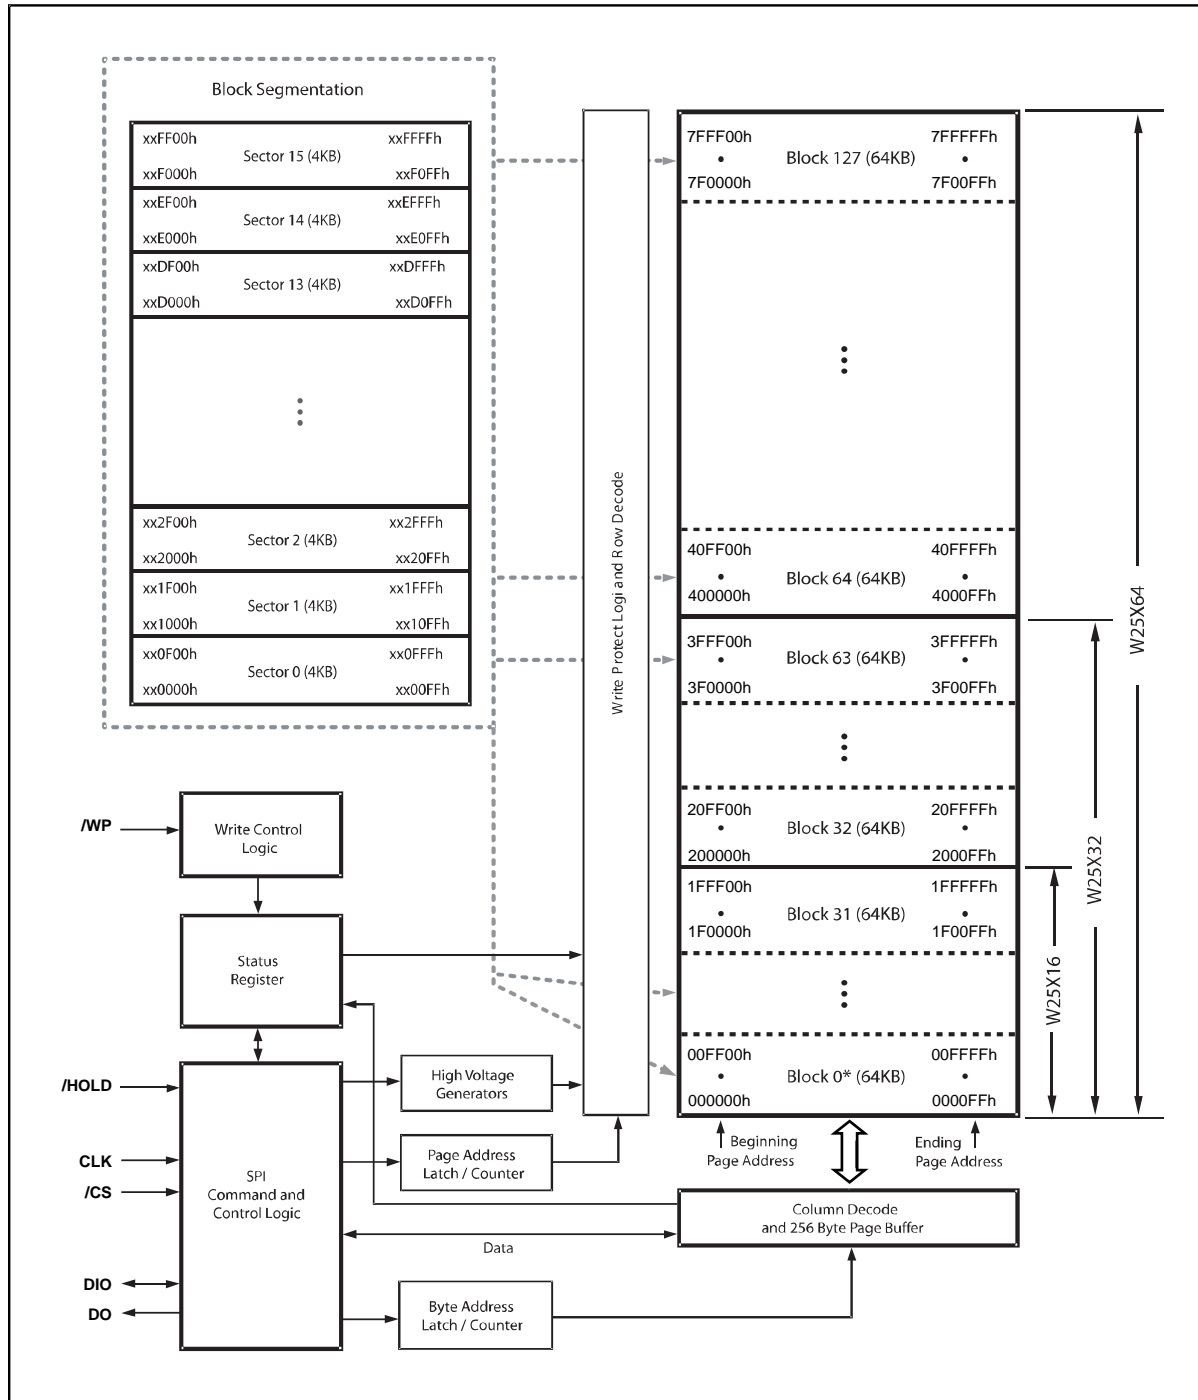 Block Segmentation
xxFF00h xxFFFFh
Sector 15 (4KB)
xxF000h xxF0FFh
xxEF00h xxEFFFh
Sector 14 (4KB)
xxE000h xxE0FFh
xxDF00h xxDFFFh
Sector 13 (4KB)
xxD000h xxD0FFh
xx2F00h xx2FFFh
Sector 2 (4KB)
xx2000h xx20FFh
xx1F00h xx1FFFh
Sector 1 (4KB)
xx1000h xx10FFh
xx0F00h xx0FFFh
Sector 0 (4KB)
xx0000h xx00FFh
Write Protect Logi and Row Decode
7FFF00h 7FFFFFh
Block 127 (64KB)
7F0000h 7F00FFh
40FF00h 40FFFFh
Block 64 (64KB)
400000h 4000FFh
3FFF00h 3FFFFFh
Block 63 (64KB)
3F0000h 3F00FFh
20FF00h 20FFFFh
Block 32 (64KB)
200000h 2000FFh
1FFF00h 1FFFFFh
Block 31 (64KB)
1F0000h 1F00FFh
00FF00h 00FFFFh
Block 0* (64KB)
000000h 0000FFh
Beginning
Page Address
Ending
Page Address
W25X16
W25X32
W25X64
/WP
Write Control
Logic
Status
Register
/HOLD
CLK
/CS
DIO
DO
SPI
Command and
Control Logic
High Voltage
Generators
Page Address
Latch / Counter
Column Decode
and 256 Byte Page Buffer
Data
Byte Address
Latch / Counter